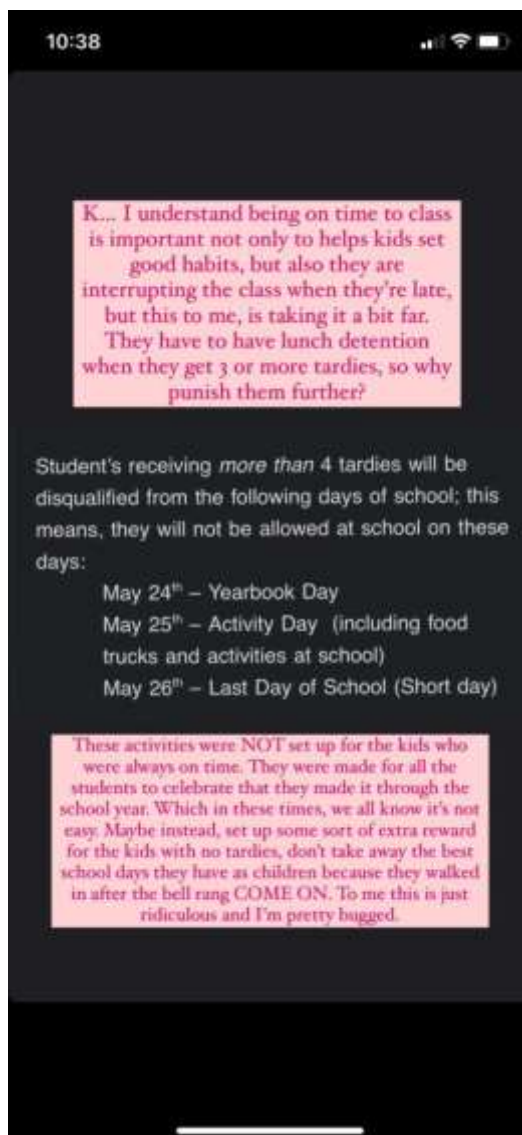 10:38
K... I understand being on time to class
is important not only to helps kids set
good habits, but also they are
interrupting the class when they're late,
but this to me, is taking it a bit far.
They have to have lunch detention
when they get 3 or more tardies, so why
punish them further?
Student's receiving more than 4 tardies will be
disqualified from the following days of school; this
means, they will not be allowed at school on these
days:
May 24th – Yearbook Day
May 25th – Activity Day (including food
trucks and activities at school)
May 26th – Last Day of School (Short day)
These activities were NOT set up for the kids who
were always on time. They were made for all the
students to celebrate that they made it through the
school year. Which in these times, we all know it's not
easy. Maybe instead, set up some sort of extra reward
for the kids with no tardies, don't take away the best
school days they have as children because they walked
in after the bell rang COME ON. To me this is just
ridiculous and I'm pretty bugged.